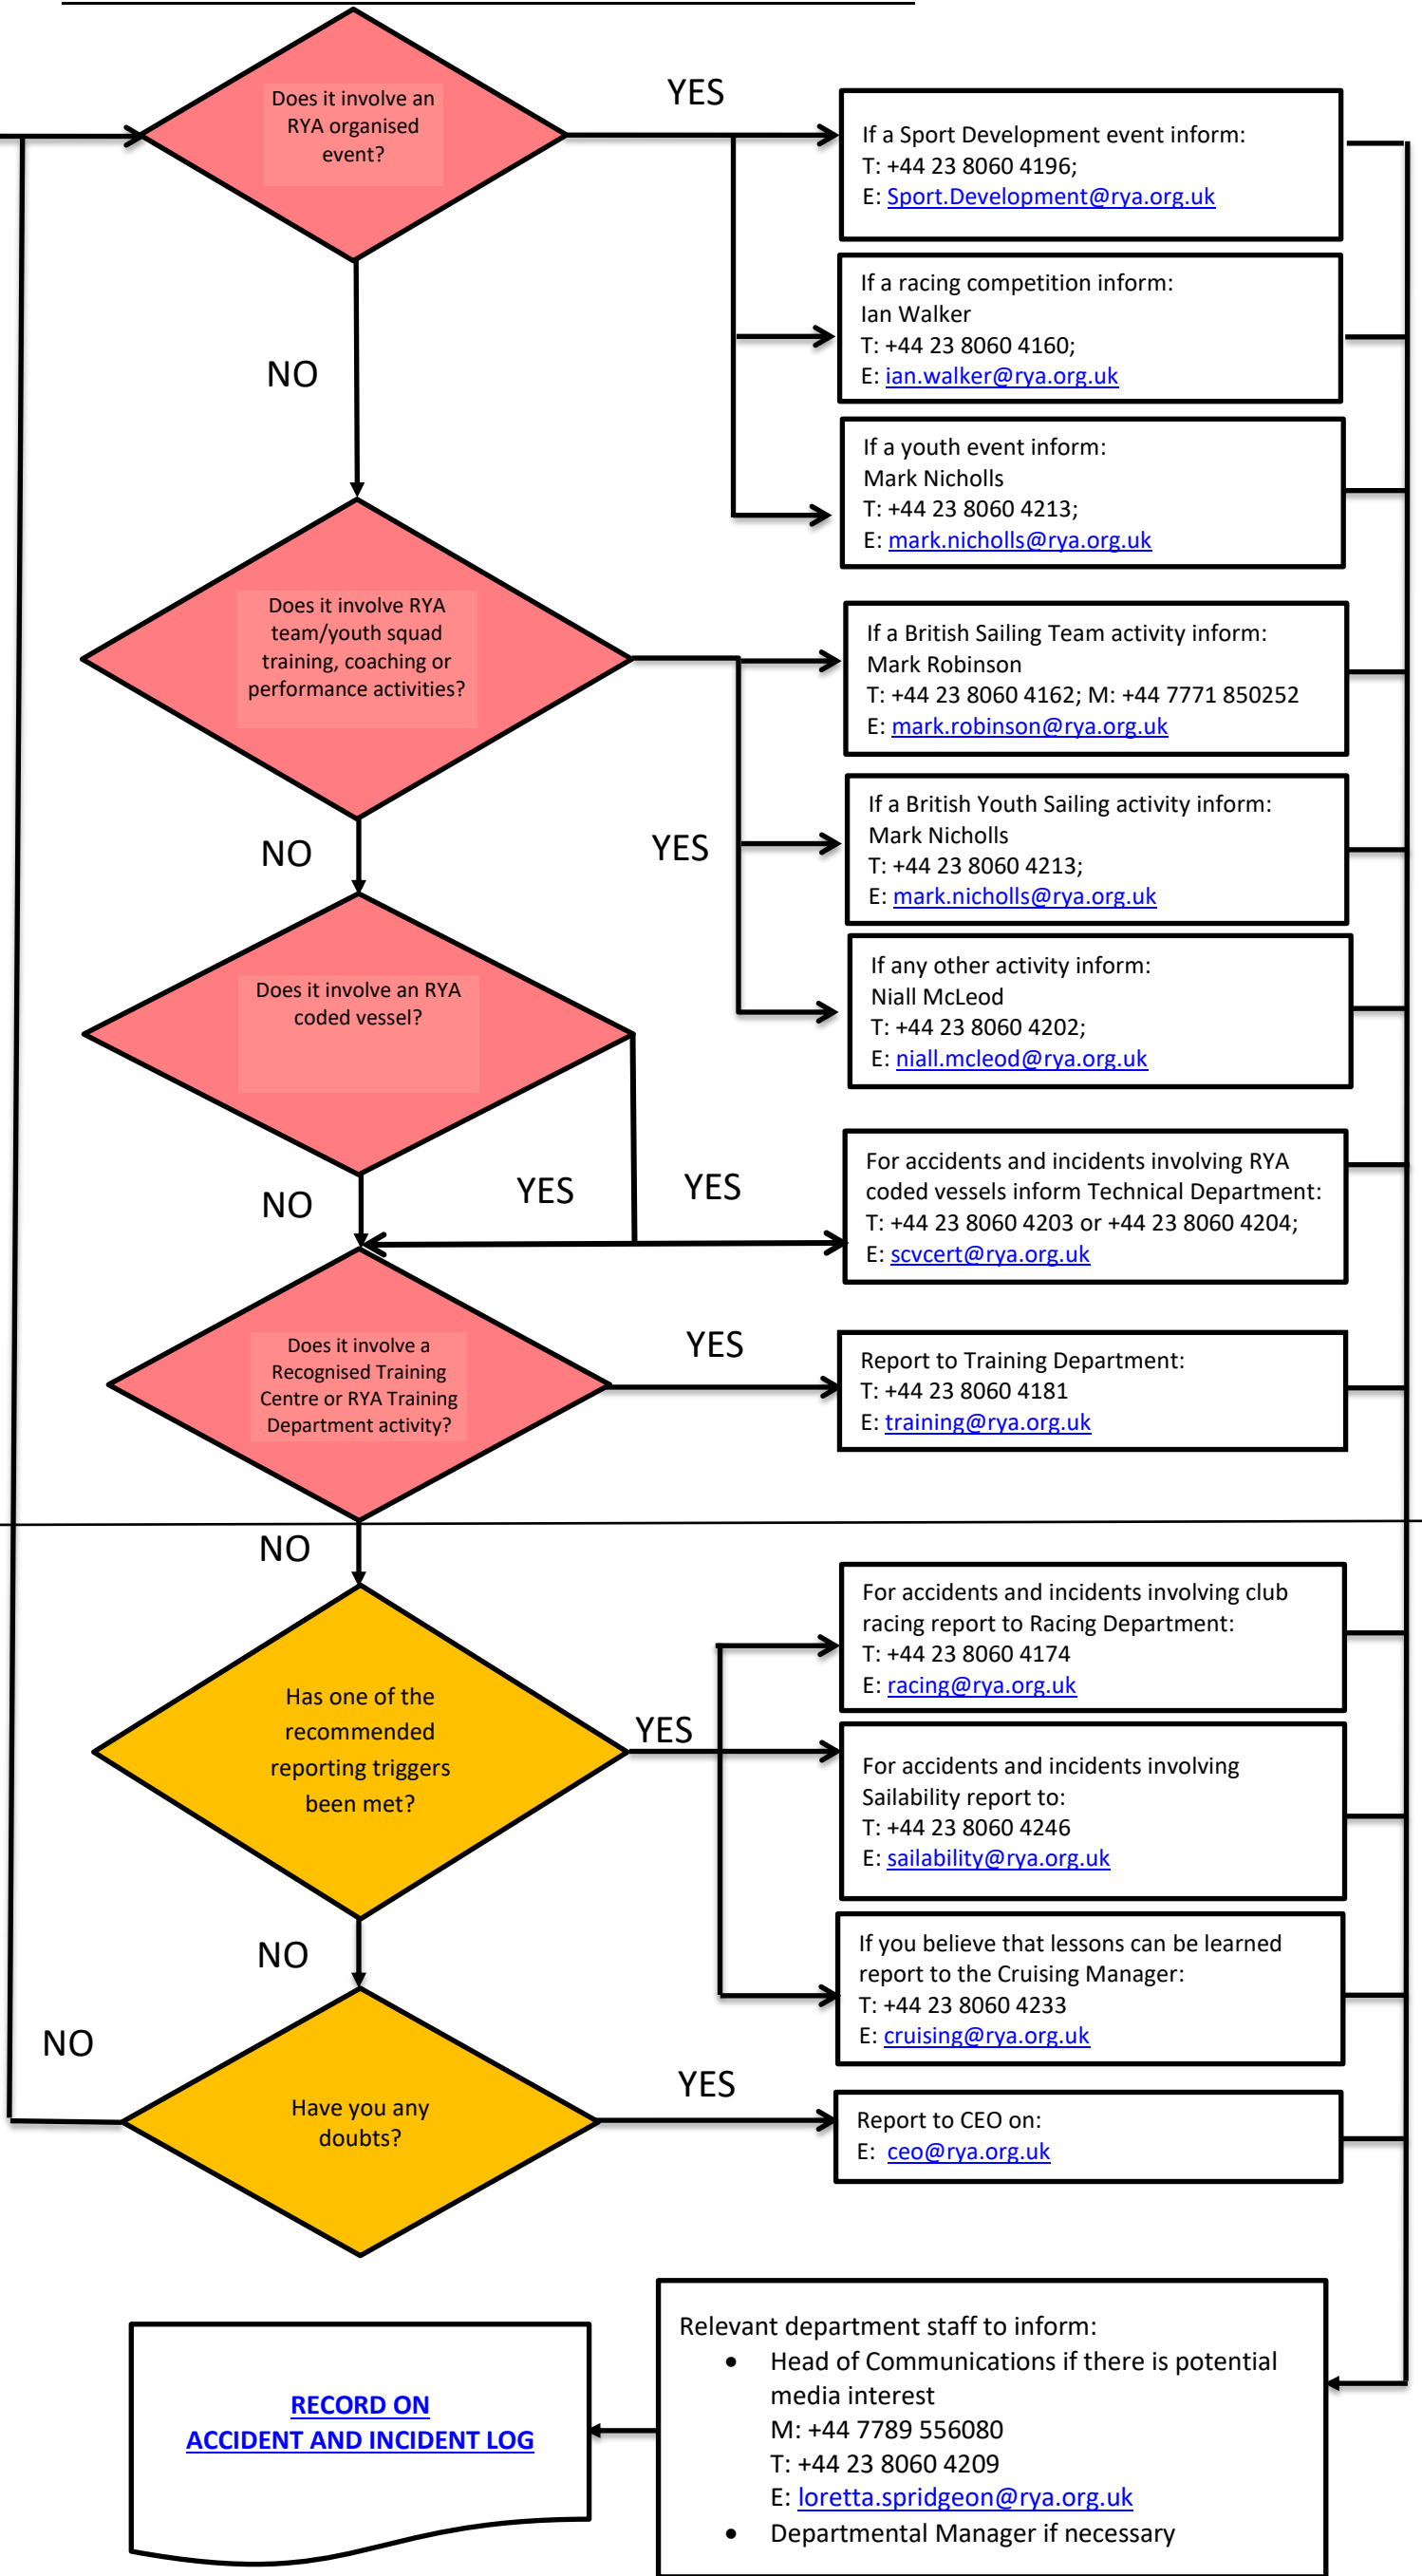 Does it involve an
RYA organised
event?
YES
If a Sport Development event inform:
T: +44 23 8060 4196;
E: Sport.Development@rya.org.uk
If a racing competition inform:
Ian Walker
T: +44 23 8060 4160;
E: ian.walker@rya.org.uk
NO
If a youth event inform:
Mark Nicholls
T: +44 23 8060 4213;
E: mark.nicholls@rya.org.uk
Does it involve RYA
team/youth squad
training, coaching or
performance activities?
If a British Sailing Team activity inform:
Mark Robinson
T: +44 23 8060 4162; M: +44 7771 850252
E: mark.robinson@rya.org.uk
YES
If a British Youth Sailing activity inform:
Mark Nicholls
T: +44 23 8060 4213;
E: mark.nicholls@rya.org.uk
NO
If any other activity inform:
Niall McLeod
T: +44 23 8060 4202;
E: niall.mcleod@rya.org.uk
Does it involve an RYA
coded vessel?
NO
YES
YES
For accidents and incidents involving RYA
coded vessels inform Technical Department:
T: +44 23 8060 4203 or +44 23 8060 4204;
E: scvcert@rya.org.uk
Does it involve a
Recognised Training
Centre or RYA Training
Department activity?
YES
Report to Training Department:
T: +44 23 8060 4181
E: training@rya.org.uk
NO
For accidents and incidents involving club
racing report to Racing Department:
T: +44 23 8060 4174
E: racing@rya.org.uk
Has one of the
recommended
reporting triggers
been met?
YES
For accidents and incidents involving
Sailability report to:
T: +44 23 8060 4246
E: sailability@rya.org.uk
NO
If you believe that lessons can be learned
report to the Cruising Manager:
T: +44 23 8060 4233
E: cruising@rya.org.uk
NO
Have you any
doubts?
YES
Report to CEO on:
E: ceo@rya.org.uk
RECORD ON
ACCIDENT AND INCIDENT LOG
Relevant department staff to inform:
• Head of Communications if there is potential
media interest
M: +44 7789 556080
T: +44 23 8060 4209
E: loretta.spridgeon@rya.org.uk
• Departmental Manager if necessary